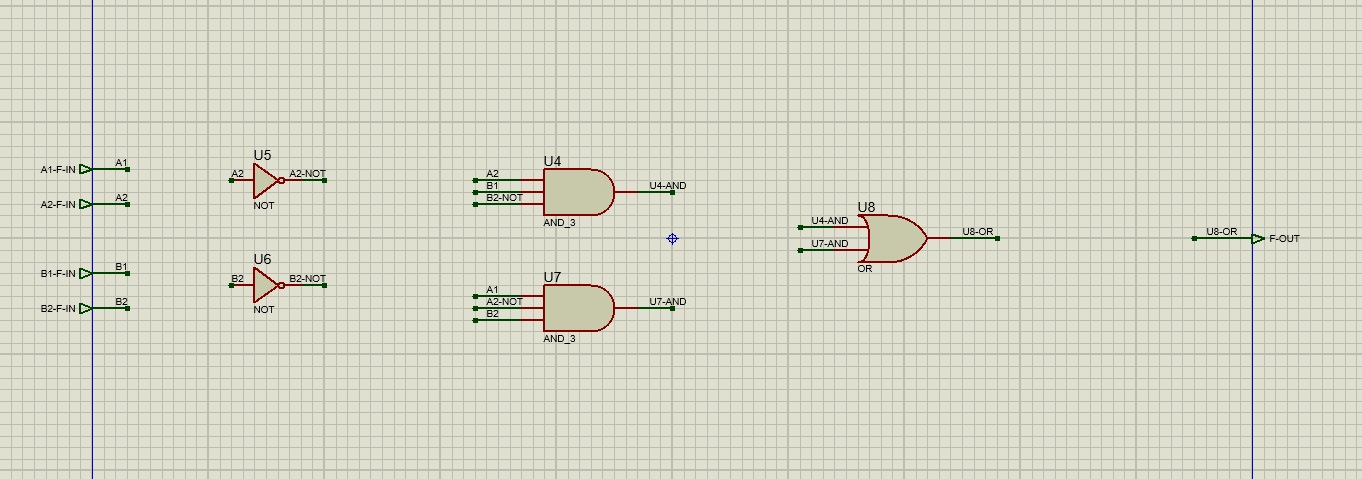 A1-F-IN A1
A2-F-IN A2
B1-F-IN B1
B2-F-IN B2
U5
A2 A2-NOT
NOT
U6
B2 B2-NOT
NOT
U4
A2
B1
B2-NOT
U4-AND
AND_3
U7
A1
A2-NOT
B2
U7-AND
AND_3
U8
U4-AND
U7-AND
U8-OR
OR
U8-OR F-OUT